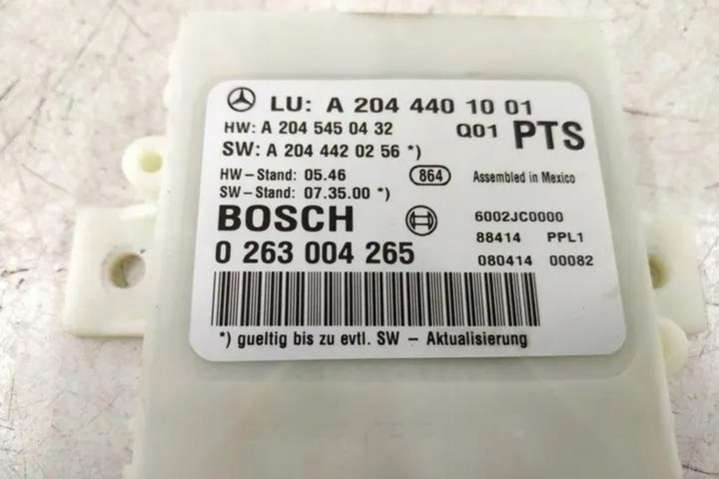 LU: A 204 440 10 01
HW: A 204 545 04 32 Q01 PTS
SW: A 204 442 02 56 *)
HW-Stand: 05.46 864 Assembled in Mexico
SW-Stand: 07.35.00 *)
BOSCH 6002JC0000
0 263 004 265 88414 PPL1
080414 00082
*) gueltig bis zu evtl. SW - Aktualisierung